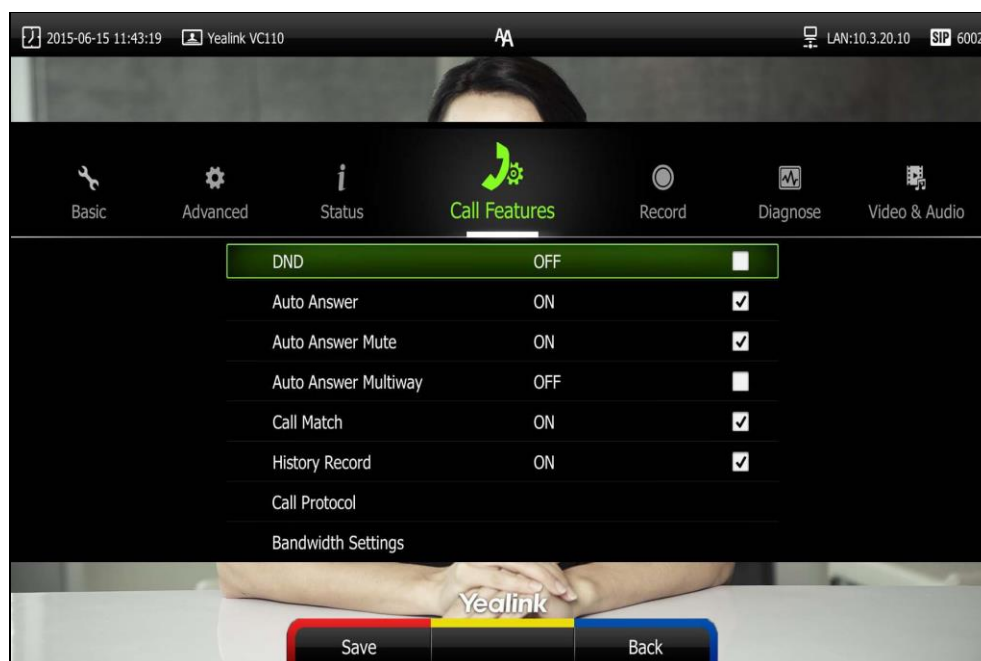 2015-06-15 11:43:19 Yealink VC110 AA LAN:10.3.20.10 SIP 6002
Basic Advanced Status Call Features Record Diagnose Video & Audio
DND OFF
Auto Answer ON
Auto Answer Mute ON
Auto Answer Multiway OFF
Call Match ON
History Record ON
Call Protocol
Bandwidth Settings
Yealink
Save Back